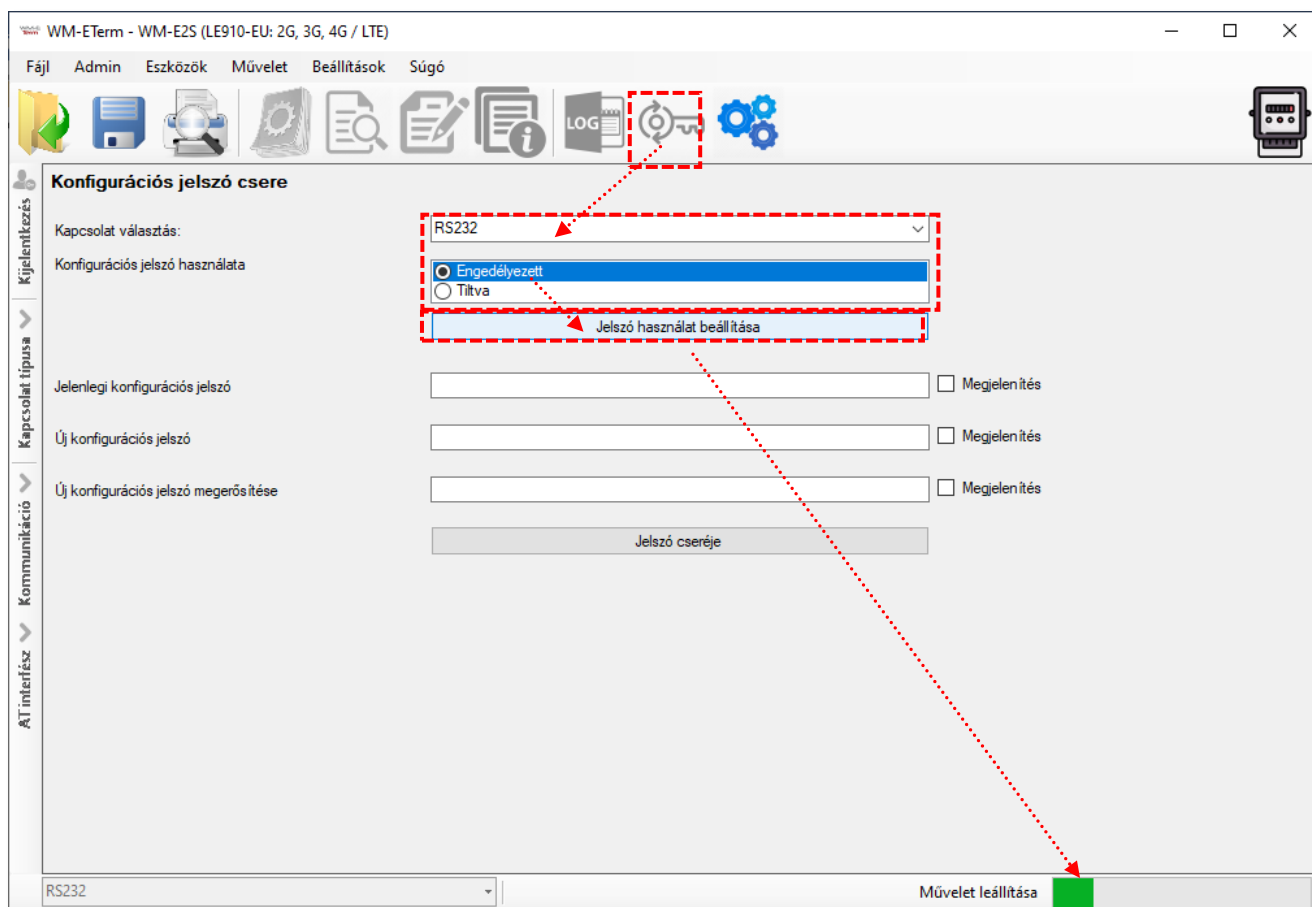 WM-ETerm - WM-E2S (LE910-EU: 2G, 3G, 4G / LTE)
Fájl Admin Eszközök Művelet Beállítások Súgó
LOG
Kijelentkezés
Kapcsolat típusa
Kommunikáció
AT interfész
Konfigurációs jelszó csere
Kapcsolat választás: RS232
Konfigurációs jelszó használata
Engedélyezett
Tiltva
Jelszó használat beállítása
Jelenlegi konfigurációs jelszó Megjelenítés
Új konfigurációs jelszó Megjelenítés
Új konfigurációs jelszó megerősítése Megjelenítés
Jelszó cseréje
RS232 Művelet leállítása